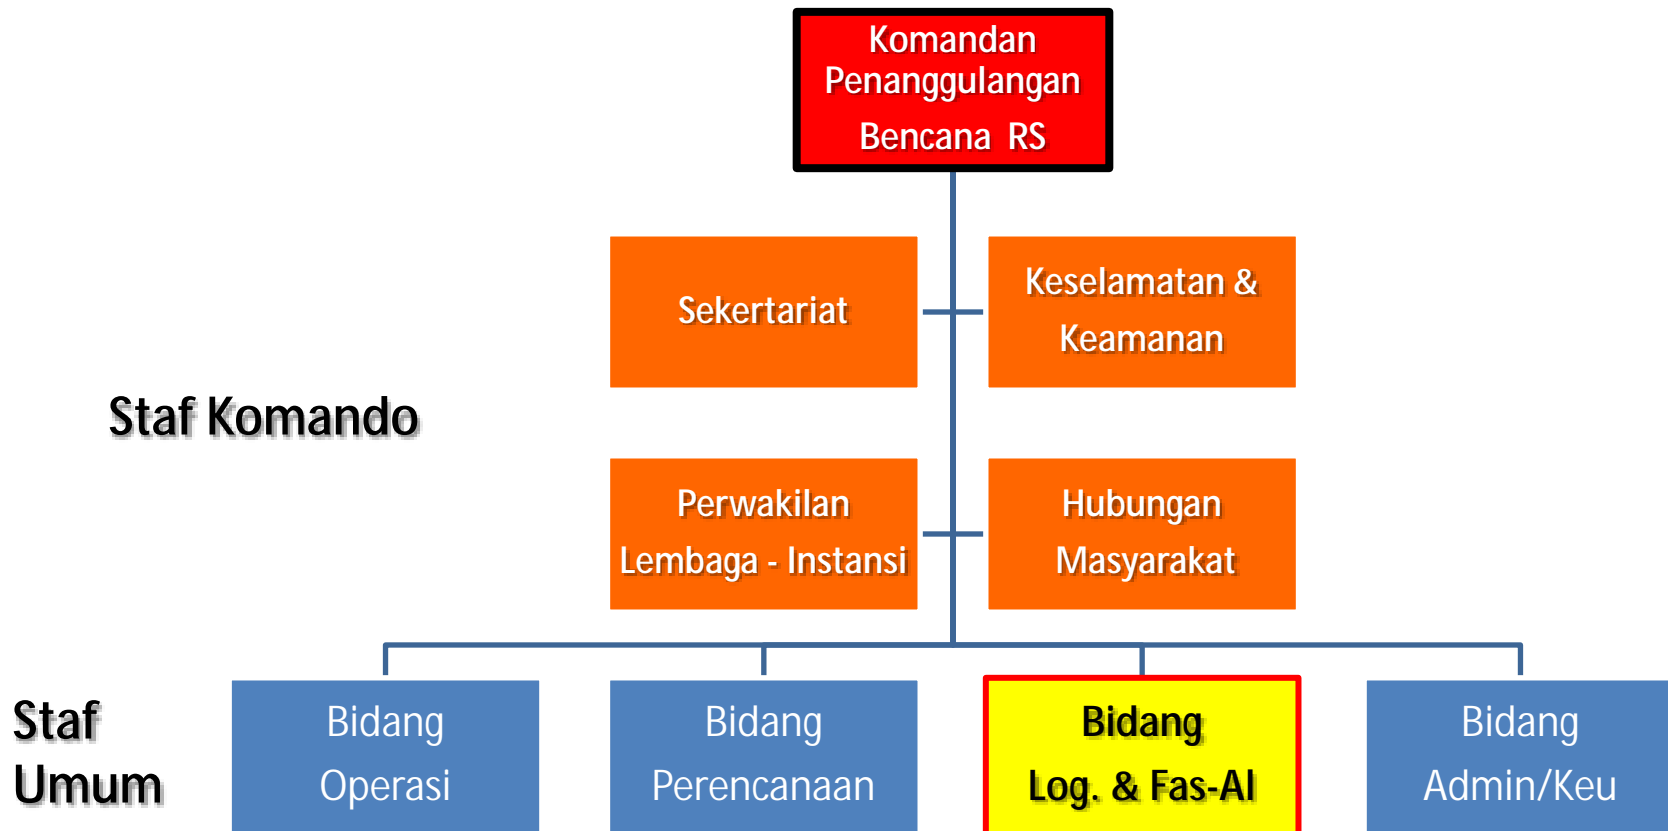 Komandan
Penanggulangan
Bencana RS
Sekertariat
Keselamatan &
Keamanan
Staf Komando
Perwakilan
Lembaga - Instansi
Hubungan
Masyarakat
Staf
Umum
Bidang
Operasi
Bidang
Perencanaan
Bidang
Log. & Fas-Al
Bidang
Admin/Keu